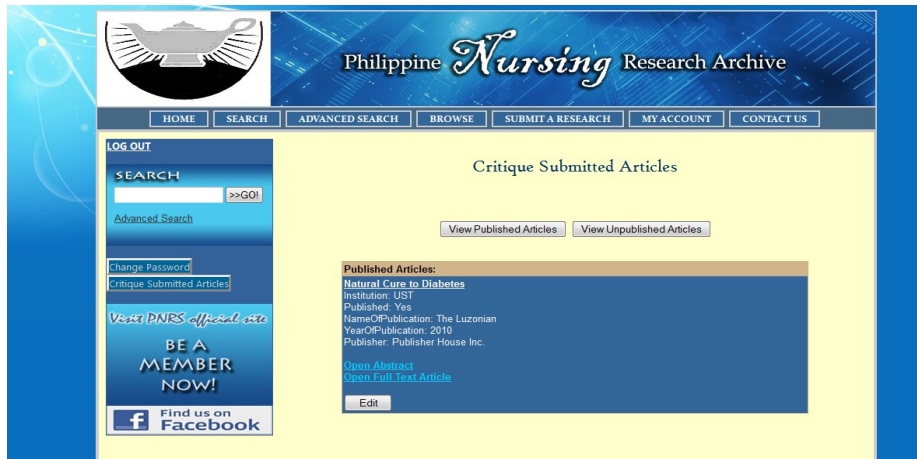 Philippine Nursing Research Archive
HOME SEARCH ADVANCED SEARCH BROWSE SUBMIT A RESEARCH MY ACCOUNT CONTACT US
LOG OUT
SEARCH
>>GO!
Advanced Search
Change Password
Critique Submitted Articles
Visit PNRS official site
BE A
MEMBER
NOW!
f Find us on
Facebook
Critique Submitted Articles
View Published Articles View Unpublished Articles
Published Articles:
Natural Cure to Diabetes
Institution: UST
Published: Yes
NameOfPublication: The Luzonian
YearOfPublication: 2010
Publisher: Publisher House Inc.
Open Abstract
Open Full Text Article
Edit